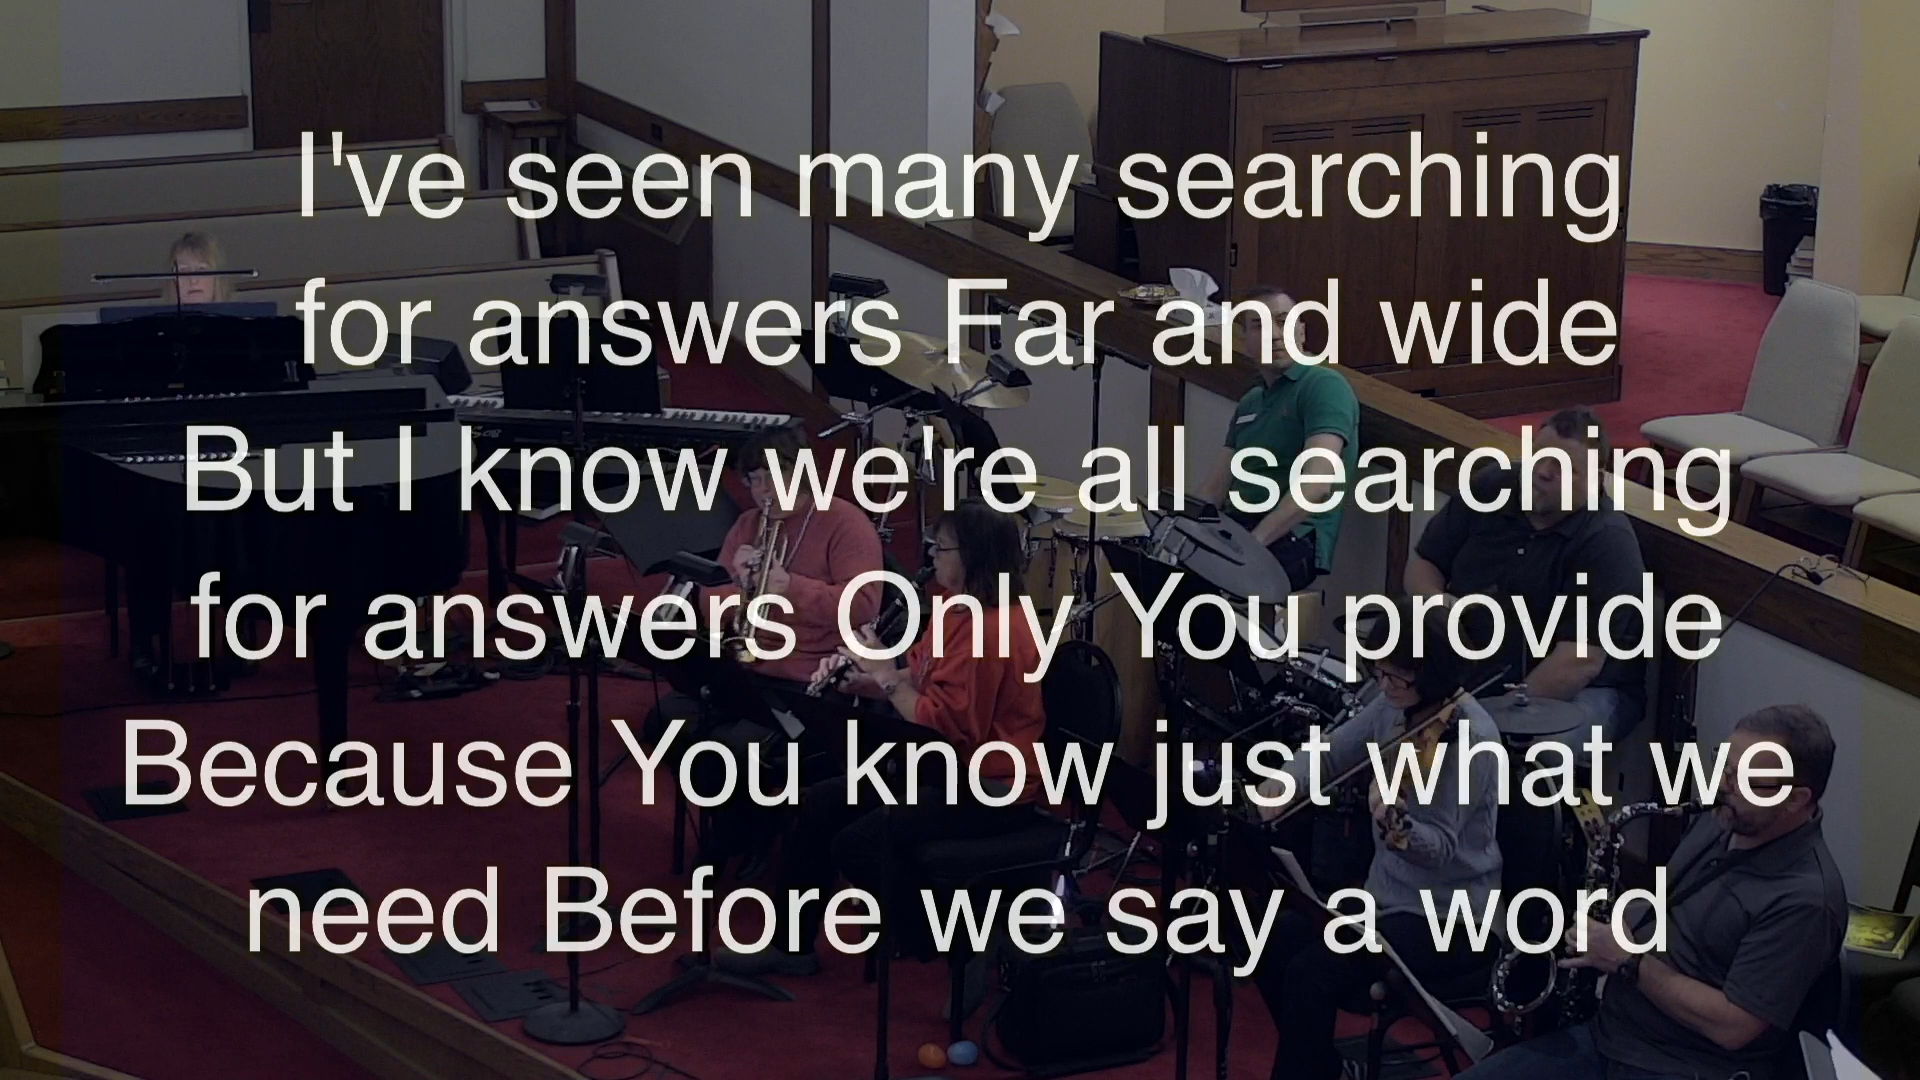 I've seen many searching
for answers Far and wide
But I know we're all searching
for answers Only You provide
Because You know just what we
need Before we say a word